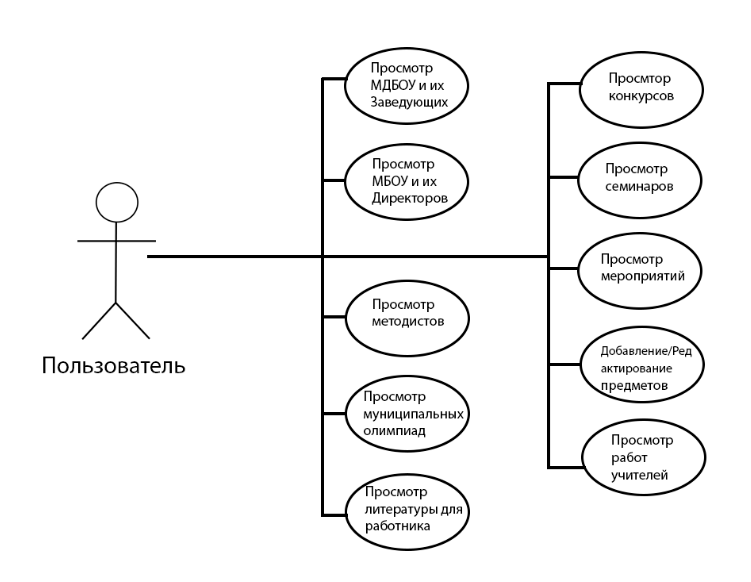 Просмотр
МДБОУ и их
Заведующих
Просмотр
МБОУ и их
Директоров
Просмотр
методистов
Просмотр
муниципальных
олимпиад
Просмотр
литературы для
работника
Просмтор
конкурсов
Просмотр
семинаров
Просмотр
мероприятий
Добавление/Ред
актирование
предметов
Просмотр
работ
учителей
Пользователь